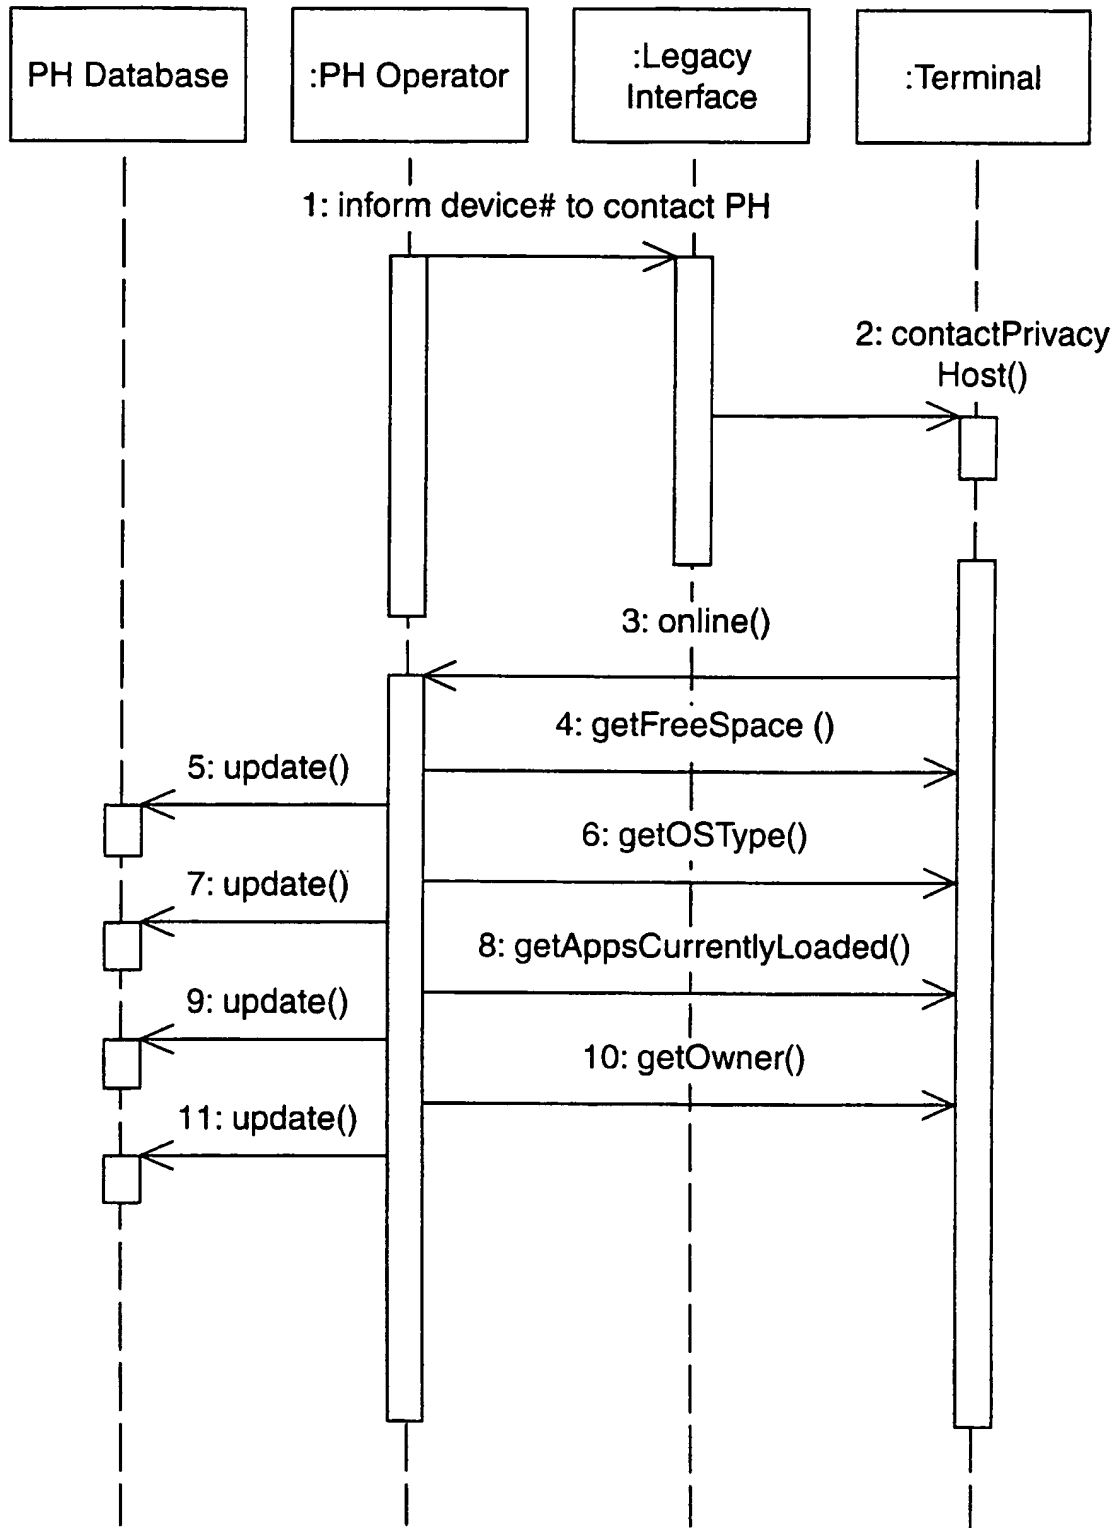 PH Database
:PH Operator
:Legacy
Interface
:Terminal
1: inform device# to contact PH
2: contactPrivacy
Host()
3: online()
4: getFreeSpace ()
5: update()
6: getOSType()
7: update()
8: getAppsCurrentlyLoaded()
9: update()
10: getOwner()
11: update()